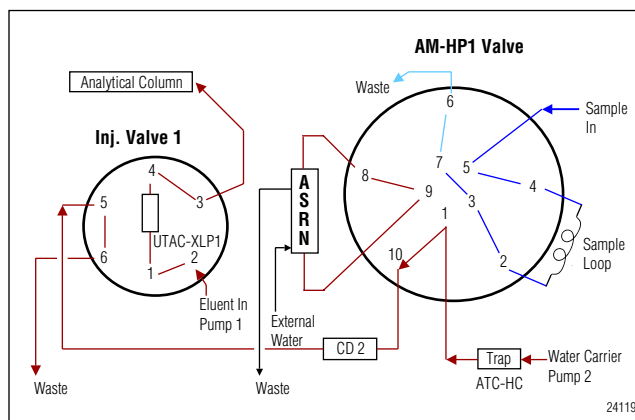 AM-HP1 Valve
Waste
6
Analytical Column
Sample
In
Inj. Valve 1
4
3
5
6
UTAC-XLP1
1
2
8
7
5
9
4
3
1
2
10
A
S
R
N
Sample
Loop
Eluent In
Pump 1
External
Water
CD 2
Trap
ATC-HC
Water Carrier
Pump 2
Waste
Waste
24119